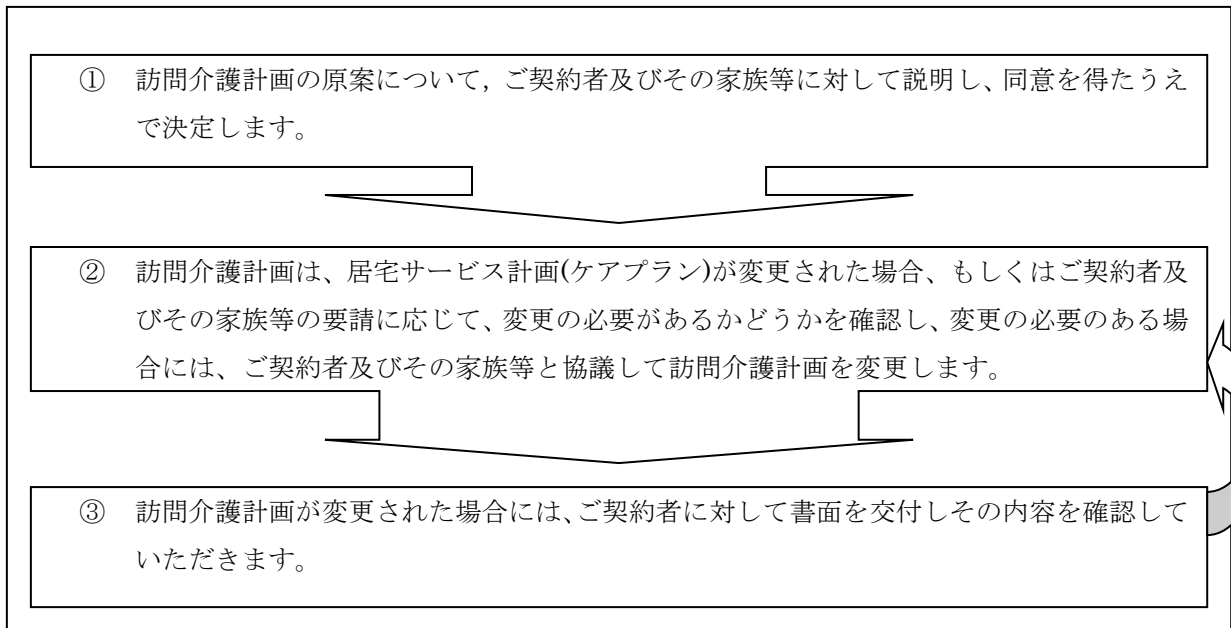 ① 訪問介護計画の原案について, ご契約者及びその家族等に対して説明し、同意を得たうえ
で決定します。
② 訪問介護計画は、居宅サービス計画(ケアプラン)が変更された場合、もしくはご契約者及
びその家族等の要請に応じて、変更の必要があるかどうかを確認し、変更の必要のある場
合には、ご契約者及びその家族等と協議して訪問介護計画を変更します。
③ 訪問介護計画が変更された場合には、ご契約者に対して書面を交付しその内容を確認して
いただきます。